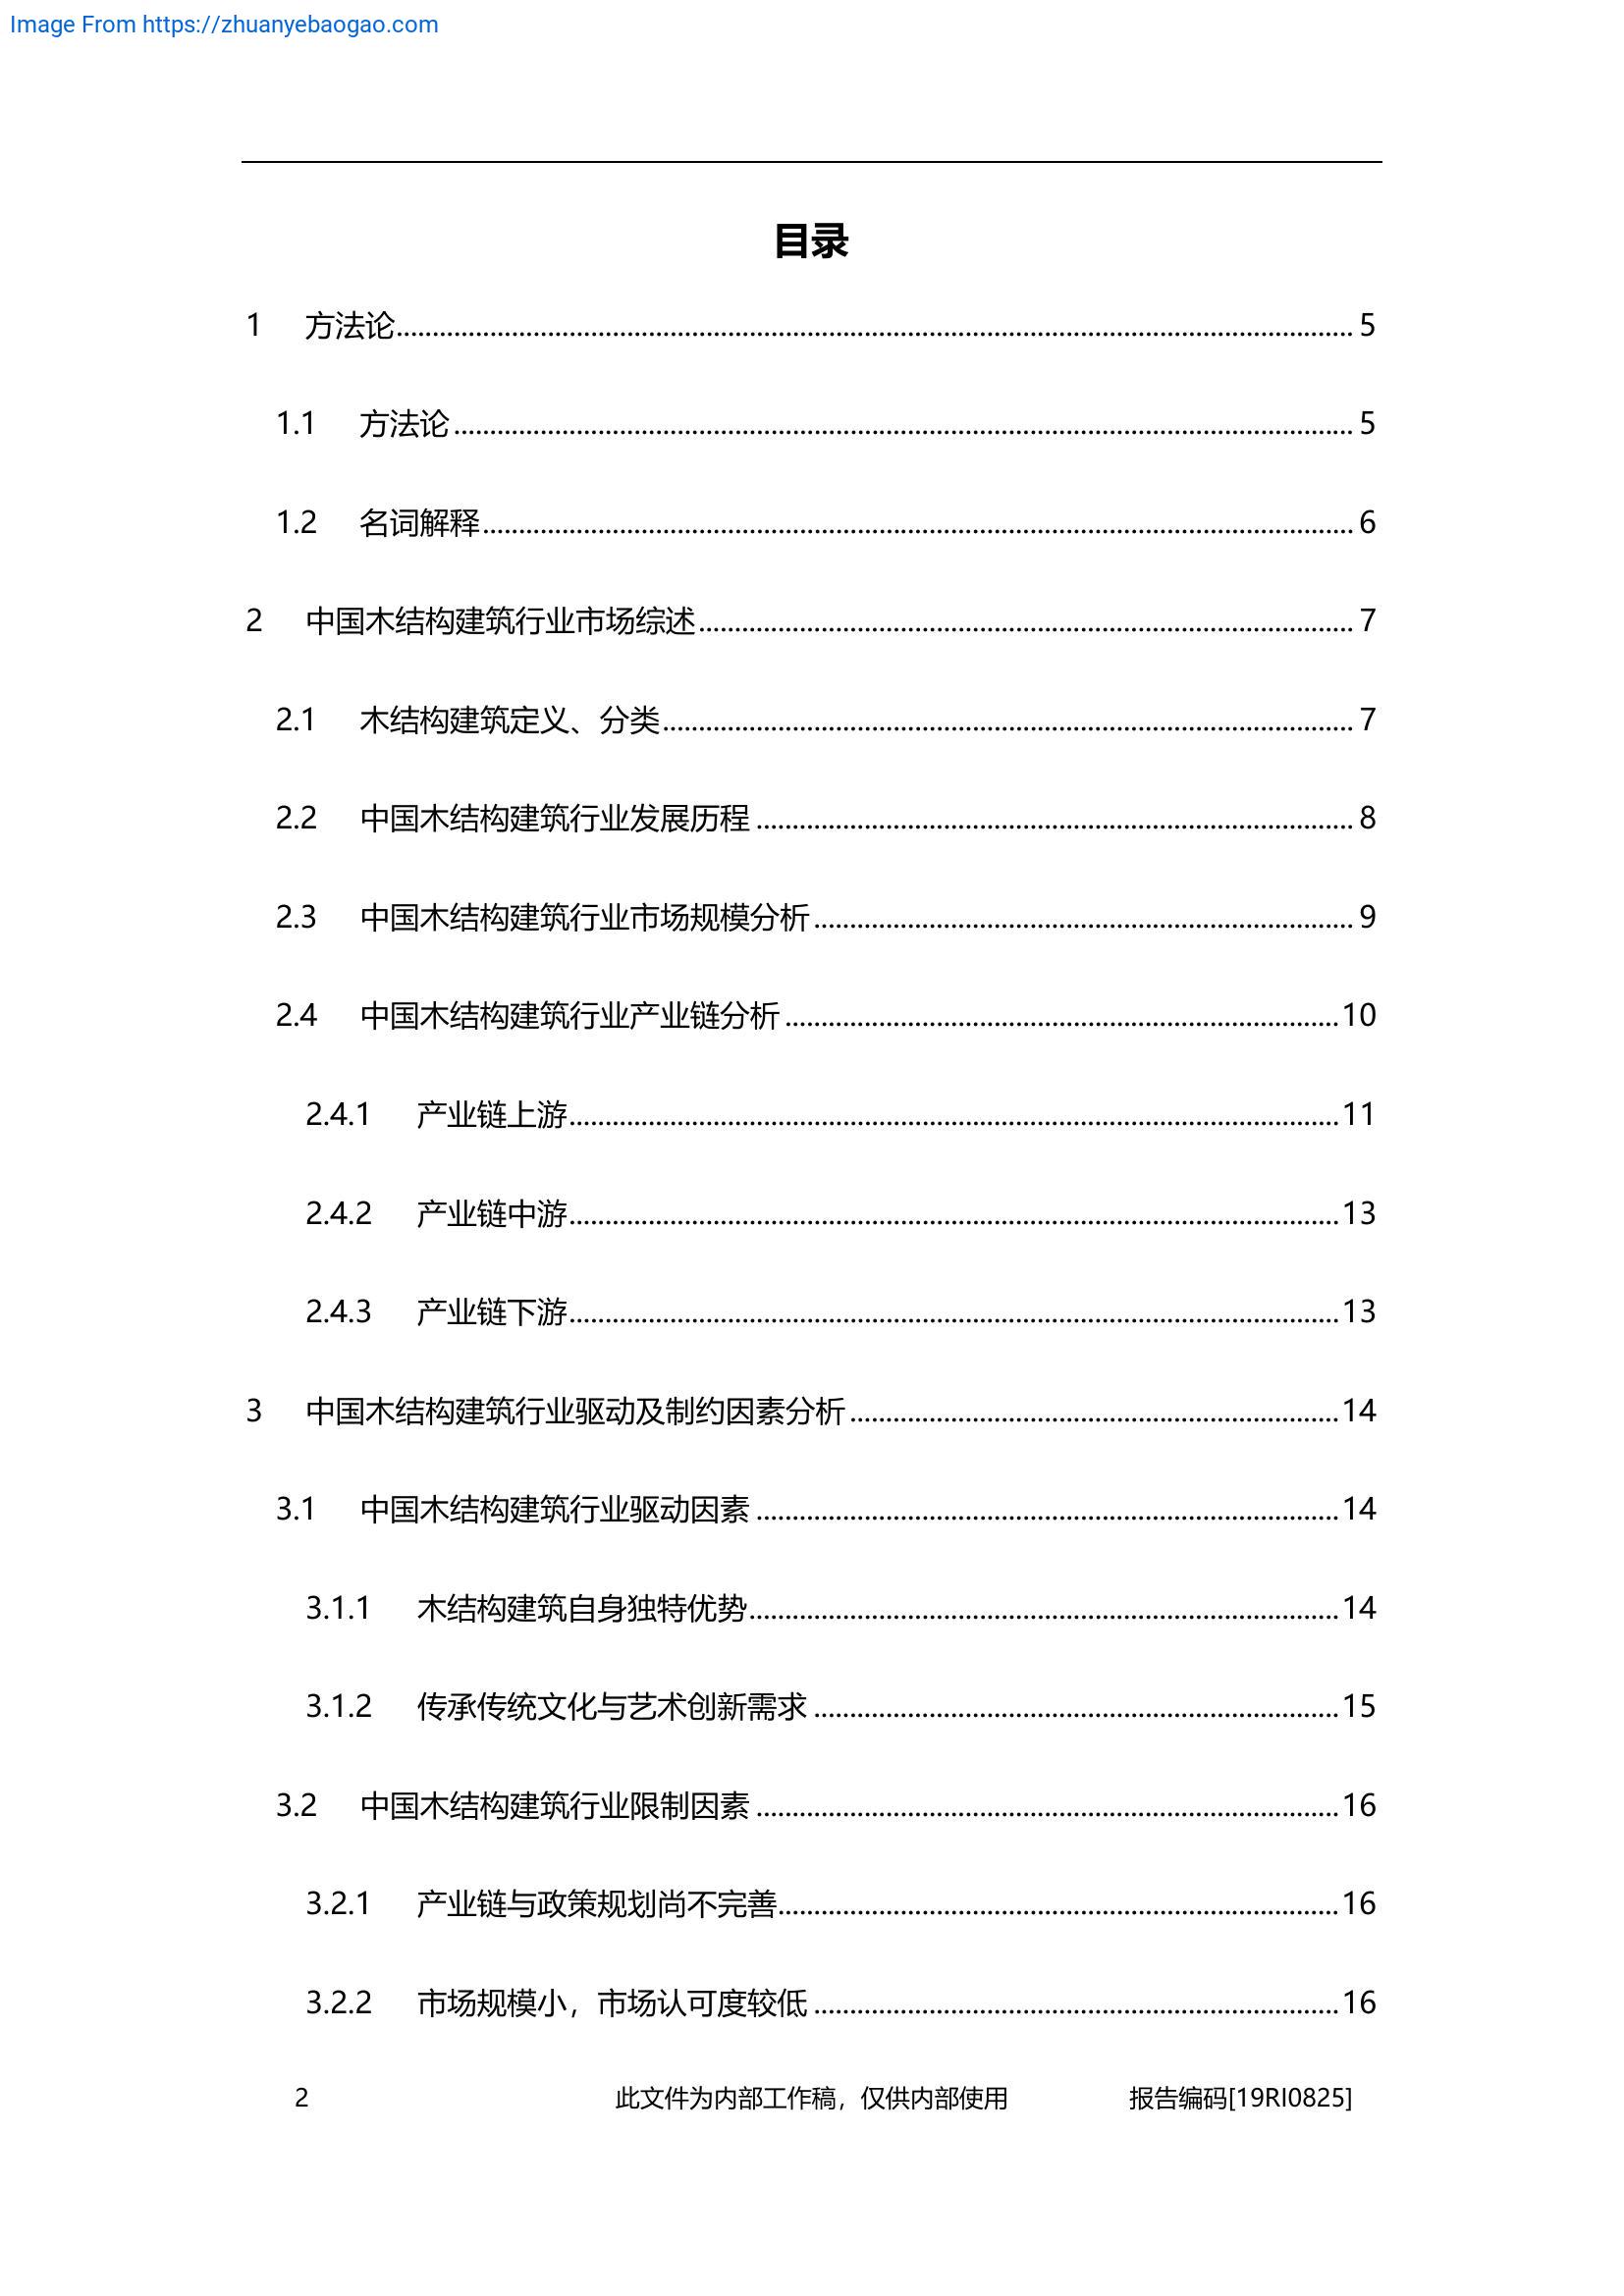 Image From https://zhuanyebaogao.com
目录
1 方法论 5
1.1 方法论 5
1.2 名词解释 6
2 中国木结构建筑行业市场综述 7
2.1 木结构建筑定义、分类 7
2.2 中国木结构建筑行业发展历程 8
2.3 中国木结构建筑行业市场规模分析 9
2.4 中国木结构建筑行业产业链分析 10
2.4.1 产业链上游 11
2.4.2 产业链中游 13
2.4.3 产业链下游 13
3 中国木结构建筑行业驱动及制约因素分析 14
3.1 中国木结构建筑行业驱动因素 14
3.1.1 木结构建筑自身独特优势 14
3.1.2 传承传统文化与艺术创新需求 15
3.2 中国木结构建筑行业限制因素 16
3.2.1 产业链与政策规划尚不完善 16
3.2.2 市场规模小，市场认可度较低 16
2 此文件为内部工作稿，仅供内部使用 报告编码[19RI0825]